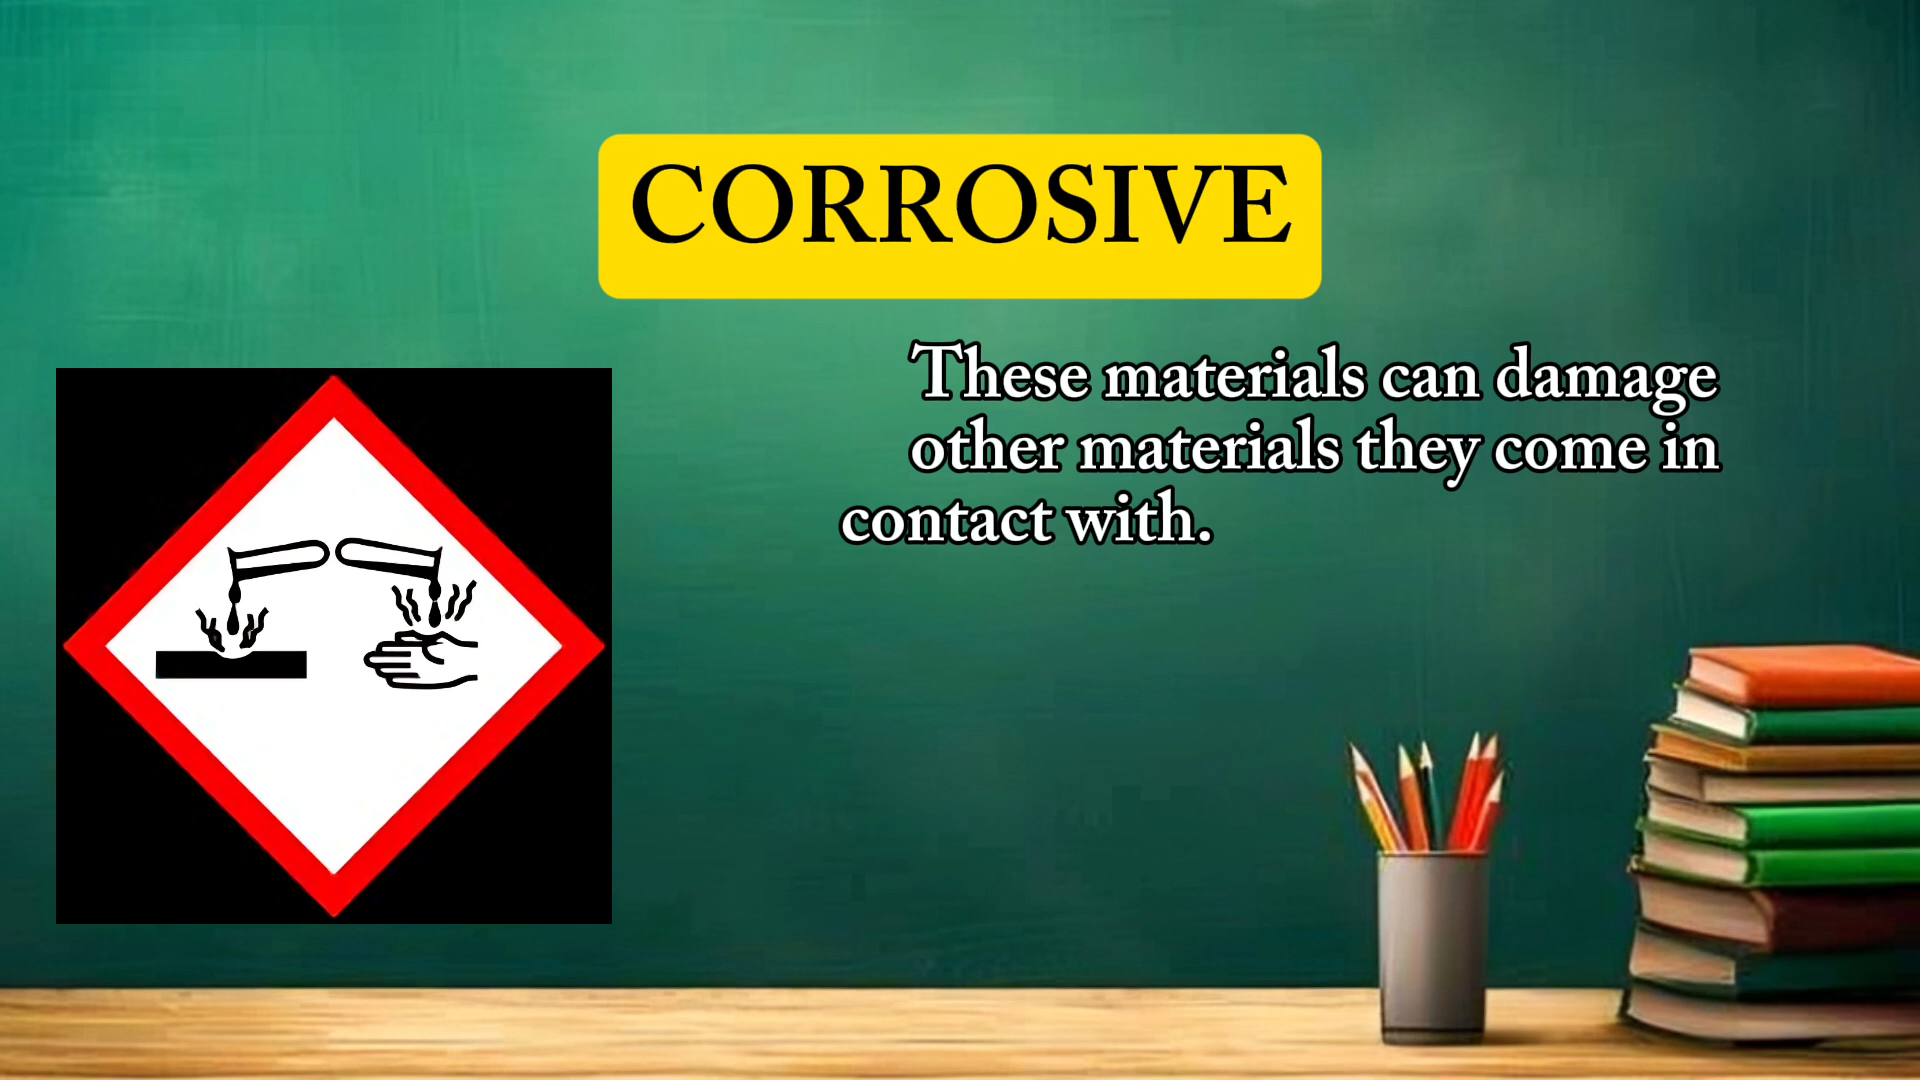 CORROSIVE
These materials can damage
other materials they come in
contact with.